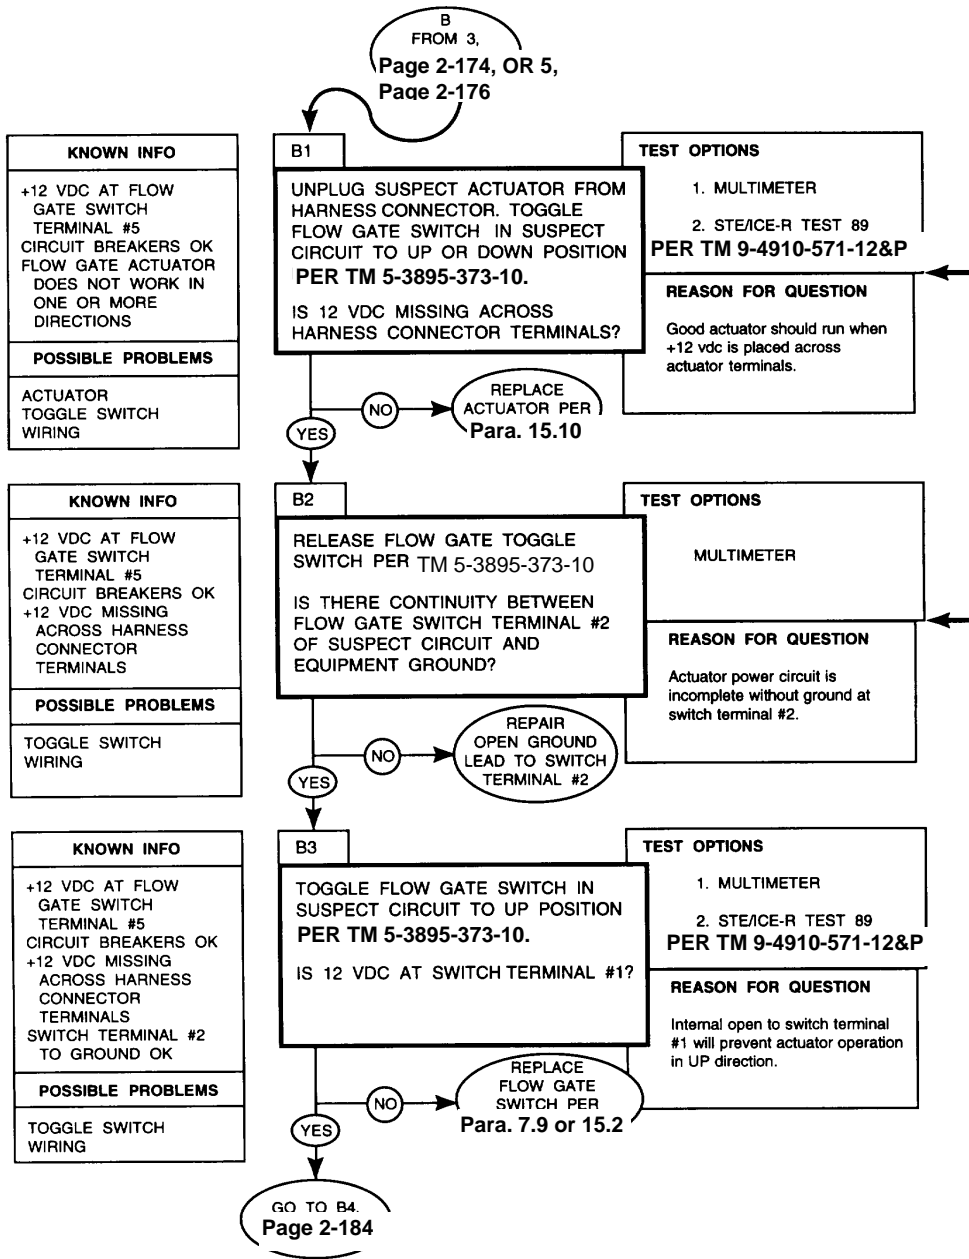 B
FROM 3,
Page 2-174, OR 5,
Page 2-176
KNOWN INFO
+12 VDC AT FLOW
GATE SWITCH
TERMINAL #5
CIRCUIT BREAKERS OK
FLOW GATE ACTUATOR
DOES NOT WORK IN
ONE OR MORE
DIRECTIONS
POSSIBLE PROBLEMS
ACTUATOR
TOGGLE SWITCH
WIRING
B1
UNPLUG SUSPECT ACTUATOR FROM
HARNESS CONNECTOR. TOGGLE
FLOW GATE SWITCH IN SUSPECT
CIRCUIT TO UP OR DOWN POSITION
PER TM 5-3895-373-10.
IS 12 VDC MISSING ACROSS
HARNESS CONNECTOR TERMINALS?
TEST OPTIONS
1. MULTIMETER
2. STE/ICE-R TEST 89
PER TM 9-4910-571-12&P
REASON FOR QUESTION
Good actuator should run when
+12 vdc is placed across
actuator terminals.
NO
REPLACE
ACTUATOR PER
Para. 15.10
YES
KNOWN INFO
+12 VDC AT FLOW
GATE SWITCH
TERMINAL #5
CIRCUIT BREAKERS OK
+12 VDC MISSING
ACROSS HARNESS
CONNECTOR
TERMINALS
POSSIBLE PROBLEMS
TOGGLE SWITCH
WIRING
B2
RELEASE FLOW GATE TOGGLE
SWITCH PER TM 5-3895-373-10
IS THERE CONTINUITY BETWEEN
FLOW GATE SWITCH TERMINAL #2
OF SUSPECT CIRCUIT AND
EQUIPMENT GROUND?
TEST OPTIONS
MULTIMETER
REASON FOR QUESTION
Actuator power circuit is
incomplete without ground at
switch terminal #2.
NO
REPAIR
OPEN GROUND
LEAD TO SWITCH
TERMINAL #2
YES
KNOWN INFO
+12 VDC AT FLOW
GATE SWITCH
TERMINAL #5
CIRCUIT BREAKERS OK
+12 VDC MISSING
ACROSS HARNESS
CONNECTOR
TERMINALS
SWITCH TERMINAL #2
TO GROUND OK
POSSIBLE PROBLEMS
TOGGLE SWITCH
WIRING
B3
TOGGLE FLOW GATE SWITCH IN
SUSPECT CIRCUIT TO UP POSITION
PER TM 5-3895-373-10.
IS 12 VDC AT SWITCH TERMINAL #1?
TEST OPTIONS
1. MULTIMETER
2. STE/ICE-R TEST 89
PER TM 9-4910-571-12&P
REASON FOR QUESTION
Internal open to switch terminal
#1 will prevent actuator operation
in UP direction.
NO
REPLACE
FLOW GATE
SWITCH PER
Para. 7.9 or 15.2
YES
GO TO B4,
Page 2-184